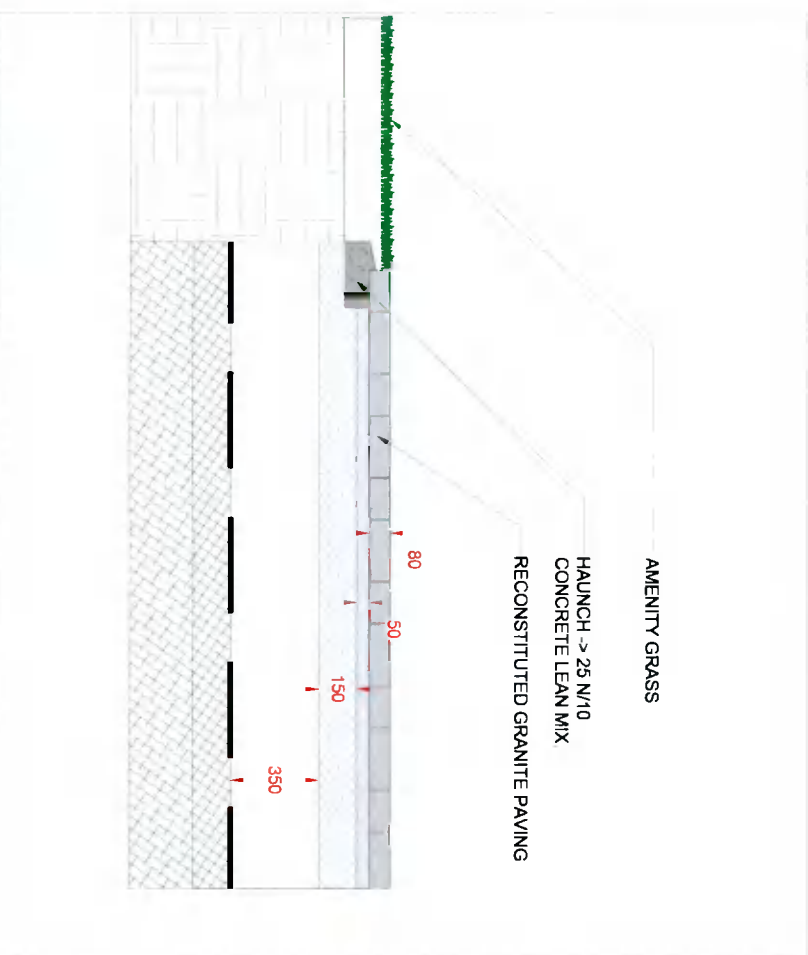 AMENITY GRASS
HAUNCH -> 25 N/10
CONCRETE LEAN MIX
RECONSTITUTED GRANITE PAVING
80
50
150
350